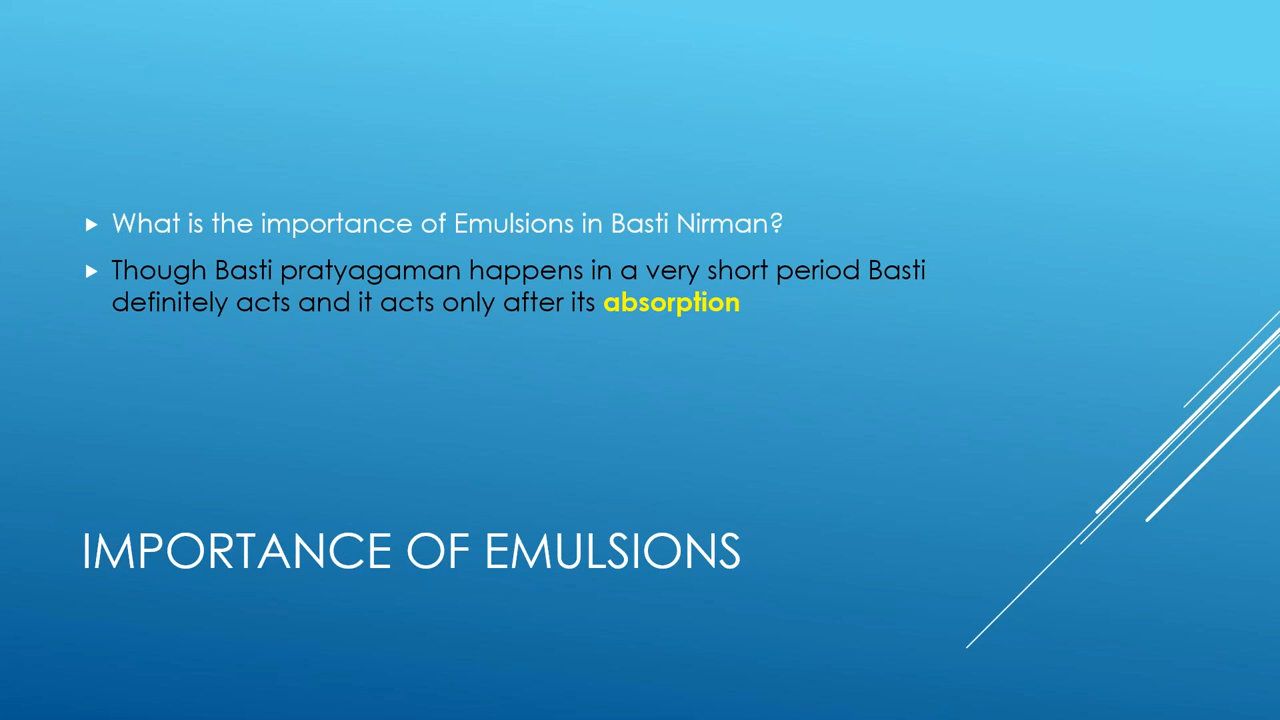 What is the importance of Emulsions in Basti Nirman?
Though Basti pratyagaman happens in a very short period Basti
definitely acts and it acts only after its absorption
IMPORTANCE OF EMULSIONS